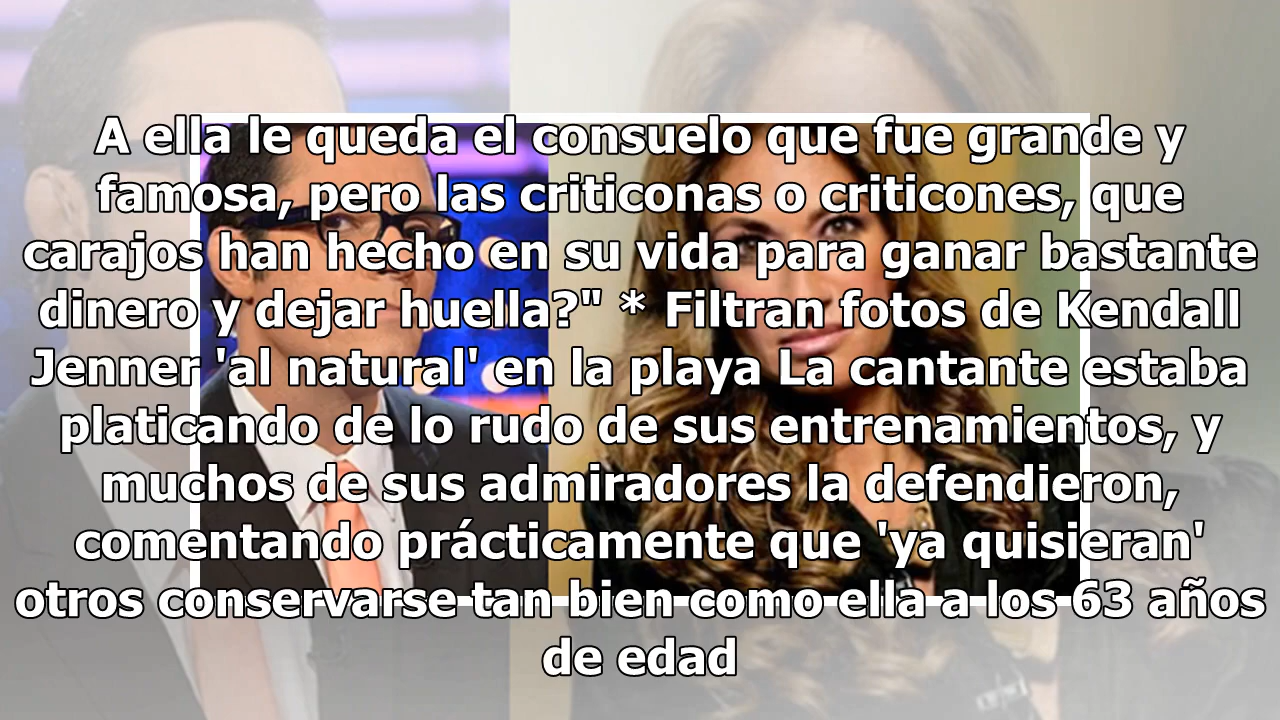 A ella le queda el consuelo que fue grande y
famosa, pero las criticonas o criticones, que
carajos han hecho en su vida para ganar bastante
dinero y dejar huella?" * Filtran fotos de Kendall
Jenner 'al natural' en la playa La cantante estaba
platicando de lo rudo de sus entrenamientos, y
muchos de sus admiradores la defendieron,
comentando prácticamente que 'ya quisieran'
otros conservarse tan bien como ella a los 63 años
de edad